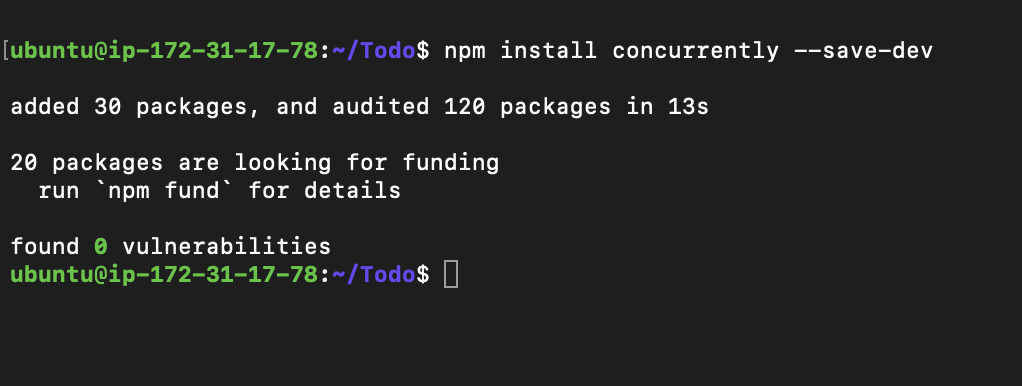 ubuntu@ip-172-31-17-78:~/Todo$ npm install concurrently --save-dev
added 30 packages, and audited 120 packages in 13s
20 packages are looking for funding
  run `npm fund` for details
found 0 vulnerabilities
ubuntu@ip-172-31-17-78:~/Todo$